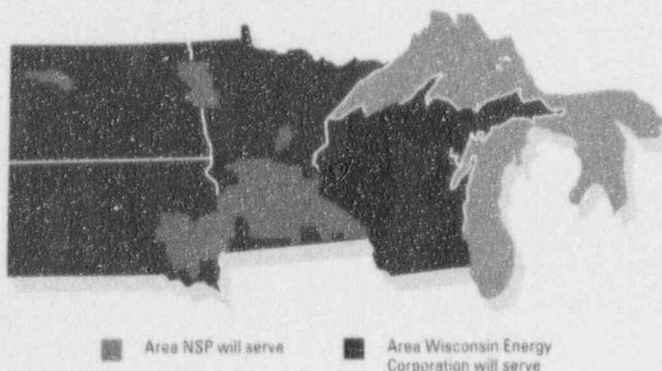 Area NSP will serve
Area Wisconsin Energy
Corporation will serve